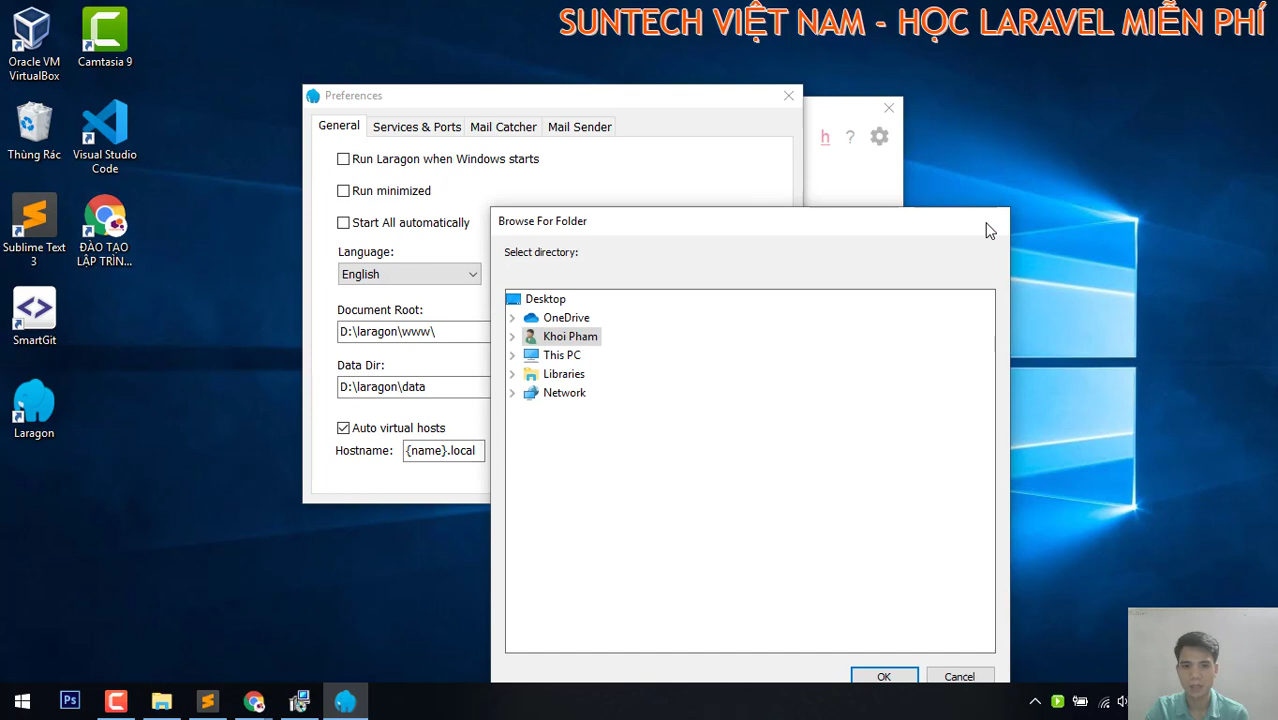 SUNTECH VIỆT NAM - HỌC LARAVEL MIỄN PHÍ
Oracle VM
VirtualBox
Camtasia 9
Thùng Rác
Visual Studio
Code
Sublime Text
3
ĐÀO TẠO
LẬP TRÌN...
SmartGit
Laragon
Preferences
General
Services & Ports
Mail Catcher
Mail Sender
Run Laragon when Windows starts
Run minimized
Start All automatically
Language:
English
Document Root:
D:\laragon\www\
Data Dir:
D:\laragon\data
Auto virtual hosts
Hostname:
{name}.local
h
?
Browse For Folder
Select directory:
Desktop
OneDrive
Khoi Pham
This PC
Libraries
Network
OK
Cancel
Ps